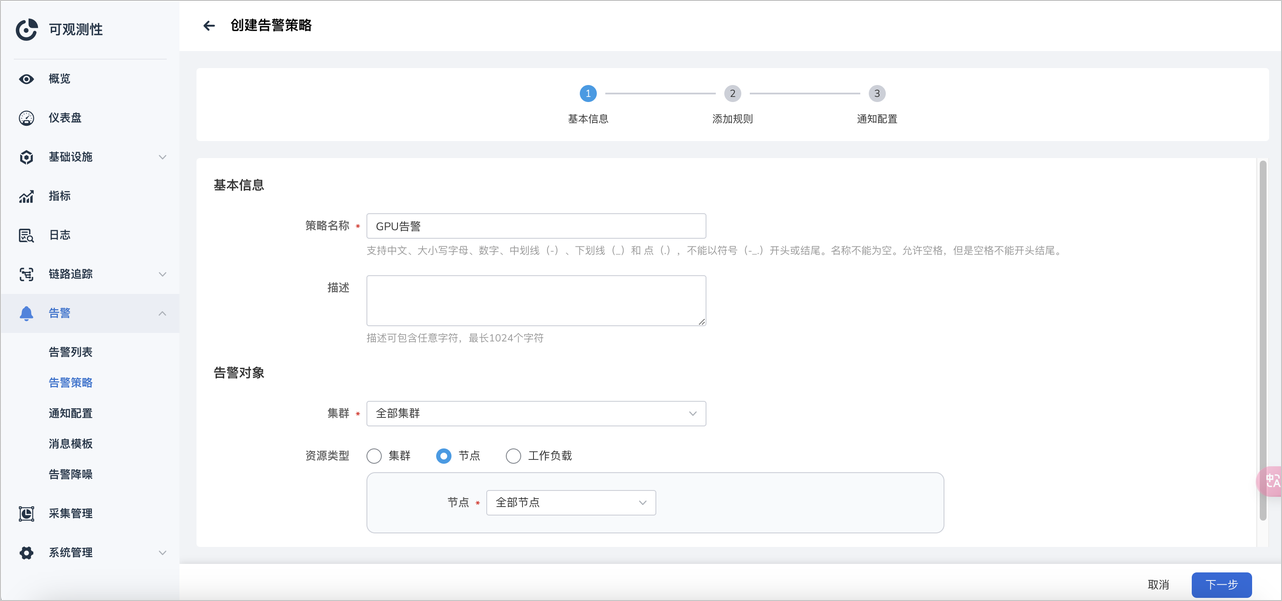 可观测性
概览
仪表盘
基础设施
指标
日志
链路追踪
告警
告警列表
告警策略
通知配置
消息模板
告警降噪
采集管理
系统管理
创建告警策略
1
2
3
基本信息
添加规则
通知配置
基本信息
策略名称 *
GPU告警
支持中文、大小写字母、数字、中划线（-）、下划线（_）和 点（.），不能以符号（-_.）开头或结尾。名称不能为空。允许空格，但是空格不能开头结尾。
描述
描述可包含任意字符，最长1024个字符
告警对象
集群 *
全部集群
资源类型
集群
节点
工作负载
节点 *
全部节点
中
A
取消
下一步